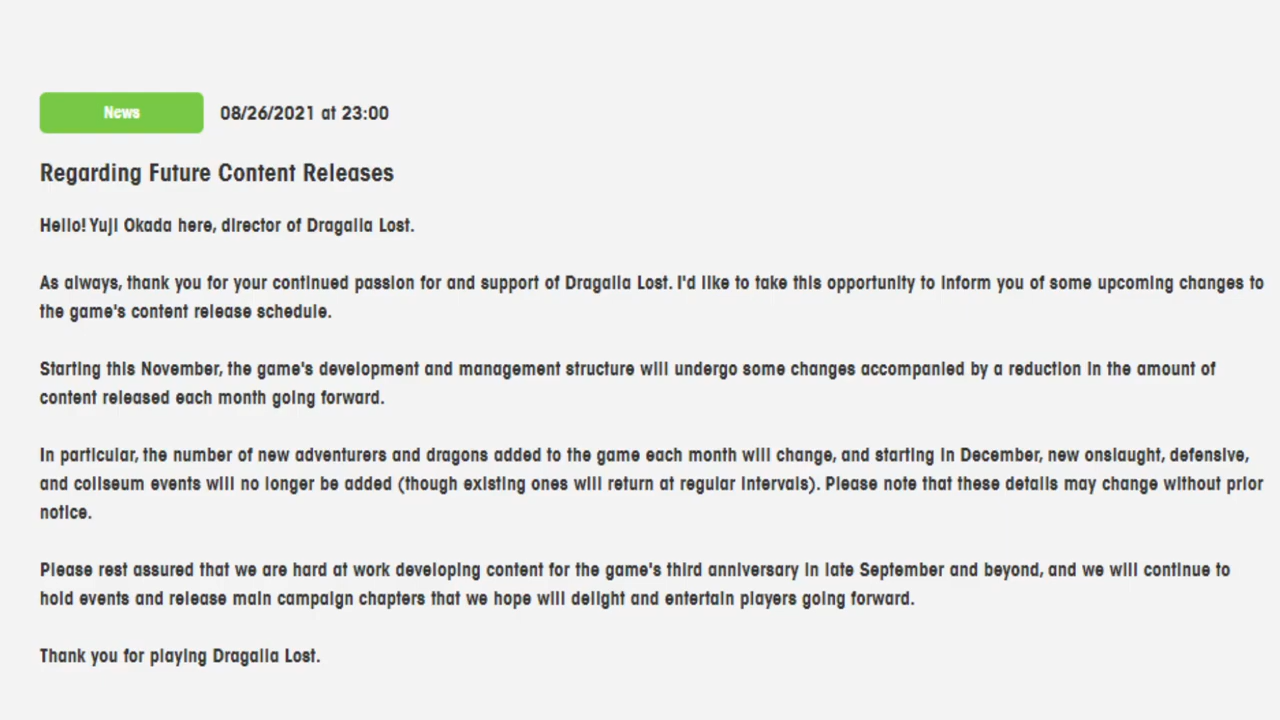 News 08/26/2021 at 23:00
Regarding Future Content Releases
Hello! Yuji Okada here, director of Dragalia Lost.
As always, thank you for your continued passion for and support of Dragalia Lost. I'd like to take this opportunity to inform you of some upcoming changes to
the game's content release schedule.
Starting this November, the game's development and management structure will undergo some changes accompanied by a reduction in the amount of
content released each month going forward.
In particular, the number of new adventurers and dragons added to the game each month will change, and starting in December, new onslaught, defensive,
and coliseum events will no longer be added (though existing ones will return at regular intervals). Please note that these details may change without prior
notice.
Please rest assured that we are hard at work developing content for the game's third anniversary in late September and beyond, and we will continue to
hold events and release main campaign chapters that we hope will delight and entertain players going forward.
Thank you for playing Dragalia Lost.